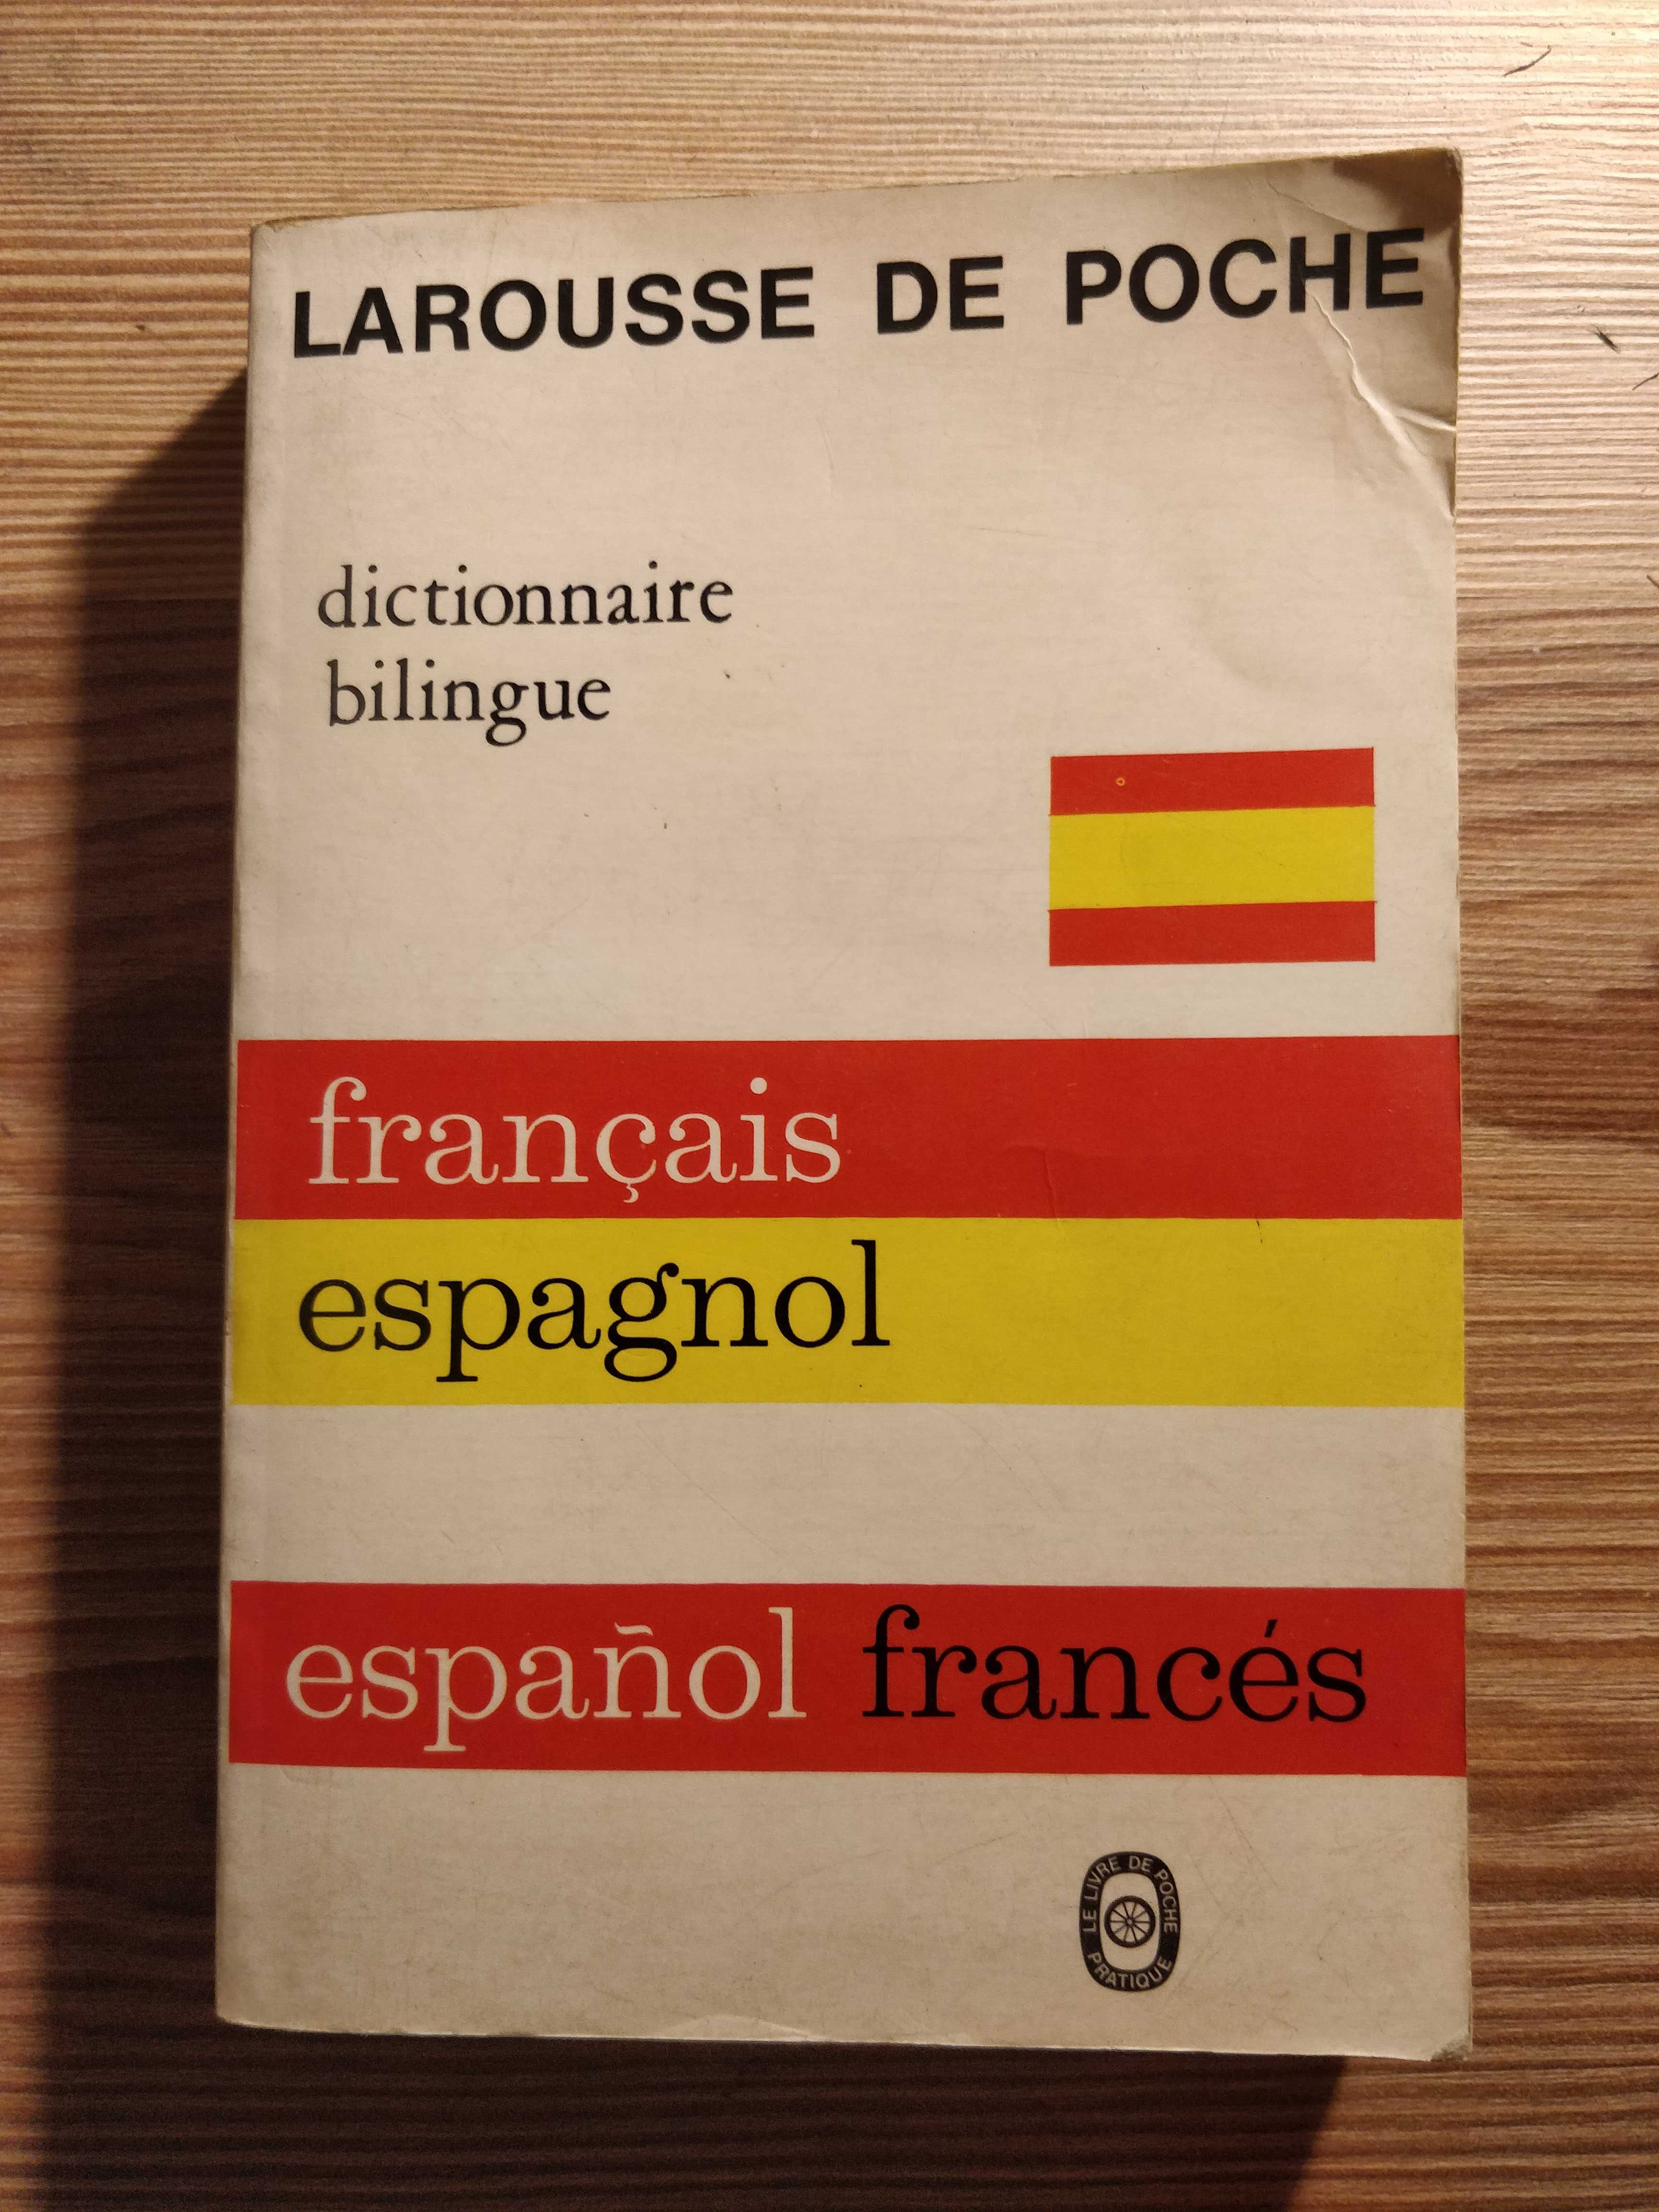 LAROUSSE DE POCHE
dictionnaire
bilingue
français
espagnol
español francés
LE LIVRE DE POCHE
PRATIQUE